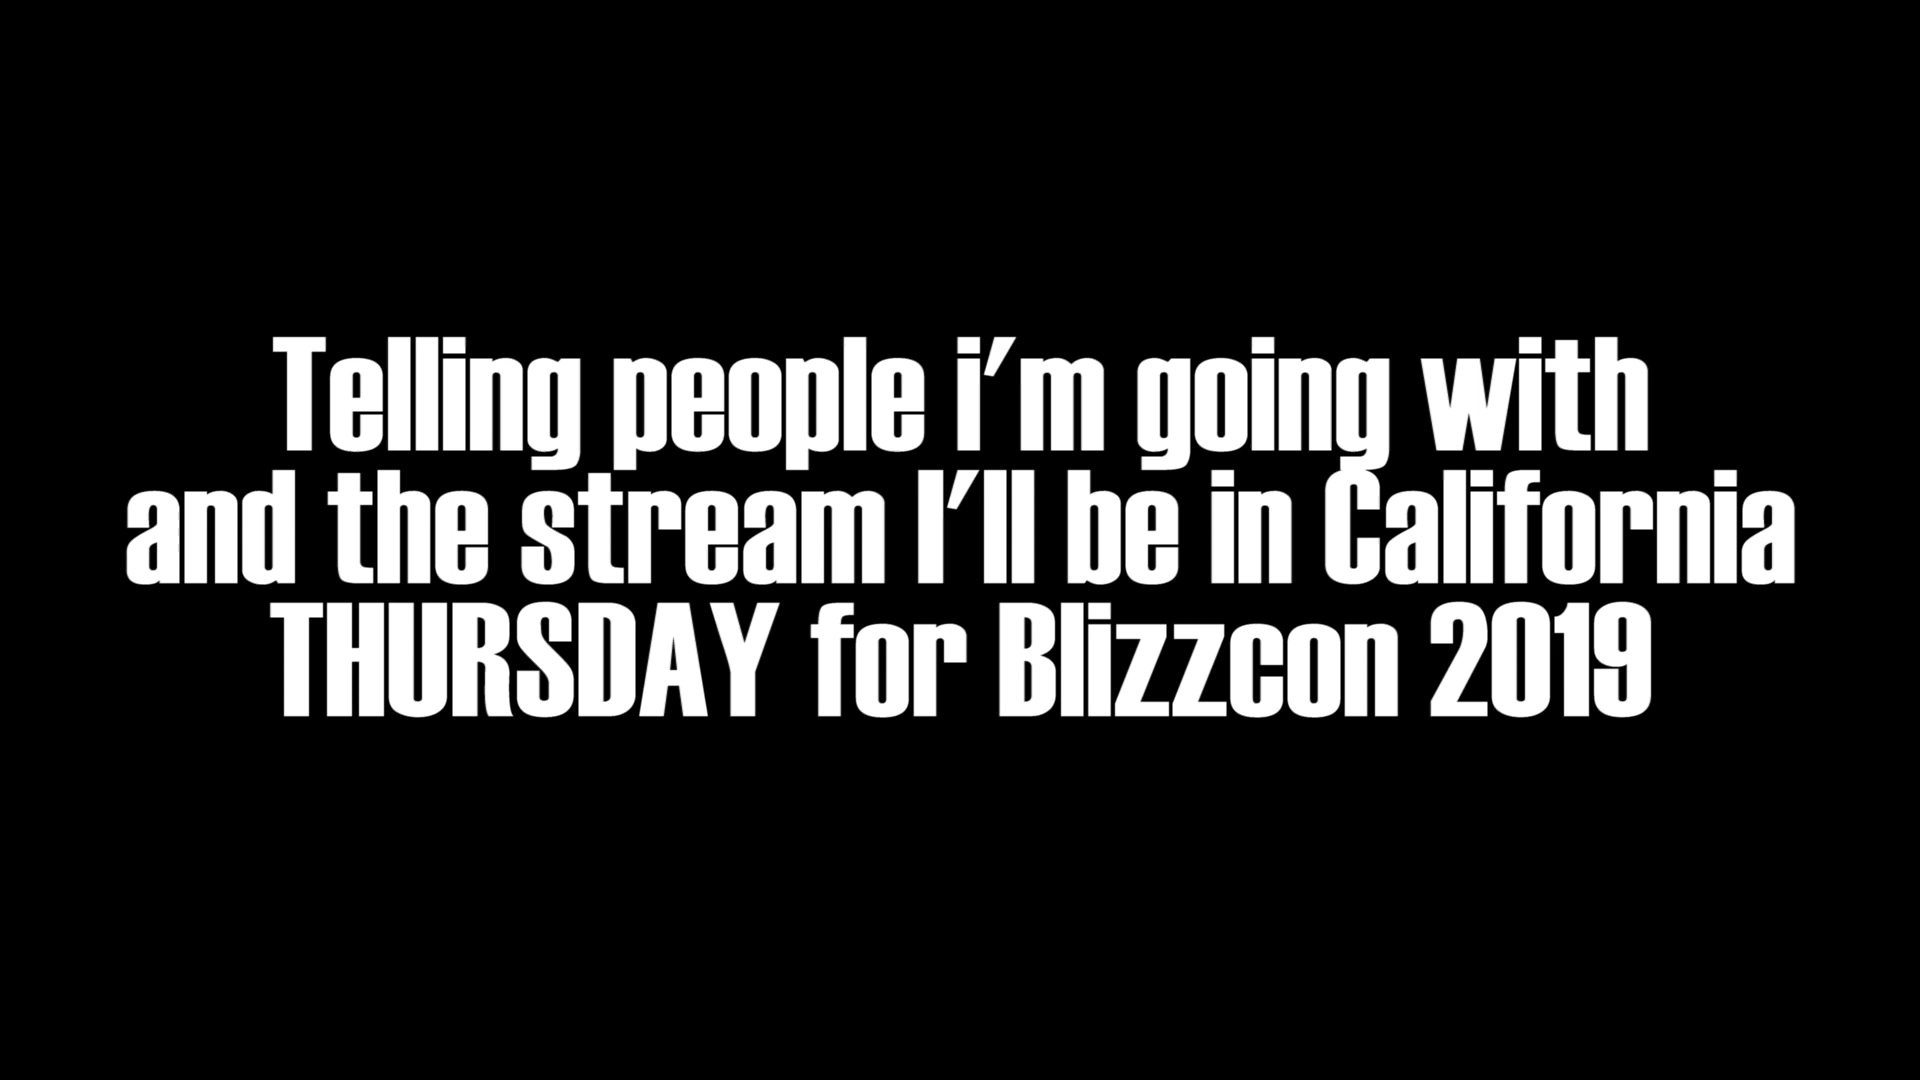 Telling people i'm going with
and the stream I'll be in California
THURSDAY for Blizzcon 2019